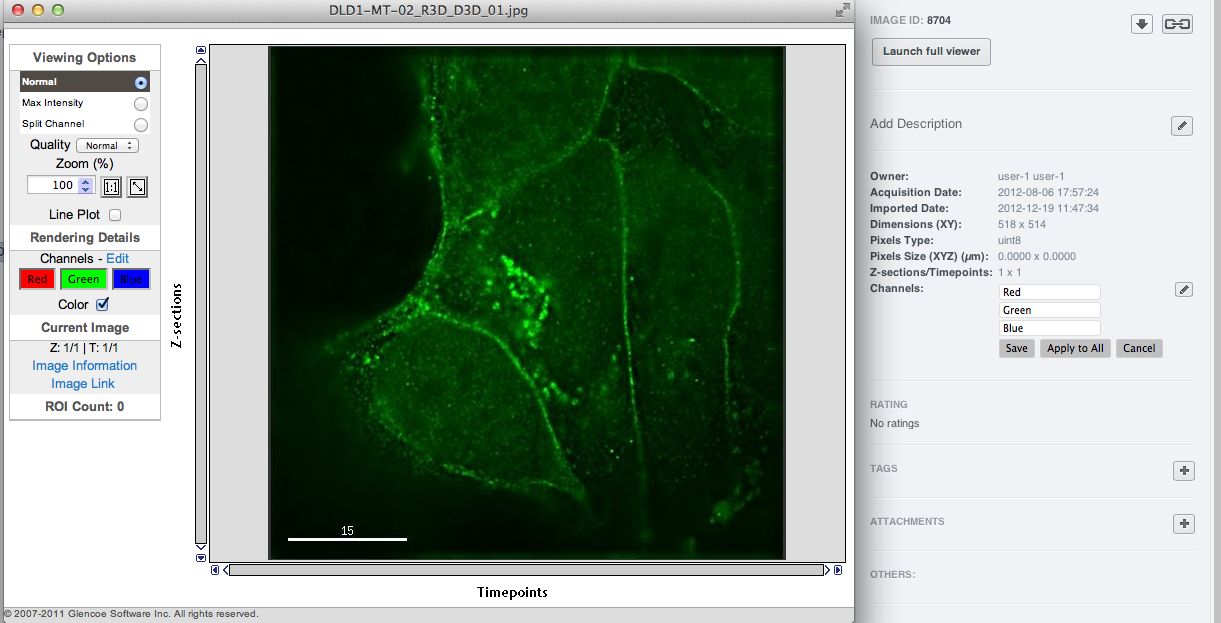 DLD1-MT-02_R3D_D3D_01.jpg
Viewing Options
Normal
Max Intensity
Split Channel
Quality Normal
Zoom (%)
100 1:1
Line Plot
Rendering Details
Channels - Edit
Red Green Blue
Color
Current Image
Z: 1/1 | T: 1/1
Image Information
Image Link
ROI Count: 0
Z-sections
15
Timepoints
© 2007-2011 Glencoe Software Inc. All rights reserved.
IMAGE ID: 8704
Launch full viewer
Add Description
Owner: user-1 user-1
Acquisition Date: 2012-08-06 17:57:24
Imported Date: 2012-12-19 11:47:34
Dimensions (XY): 518 x 514
Pixels Type: uint8
Pixels Size (XYZ) (µm): 0.0000 x 0.0000
Z-sections/Timepoints: 1 x 1
Channels: Red
Green
Blue
Save Apply to All Cancel
RATING
No ratings
TAGS
ATTACHMENTS
OTHERS: